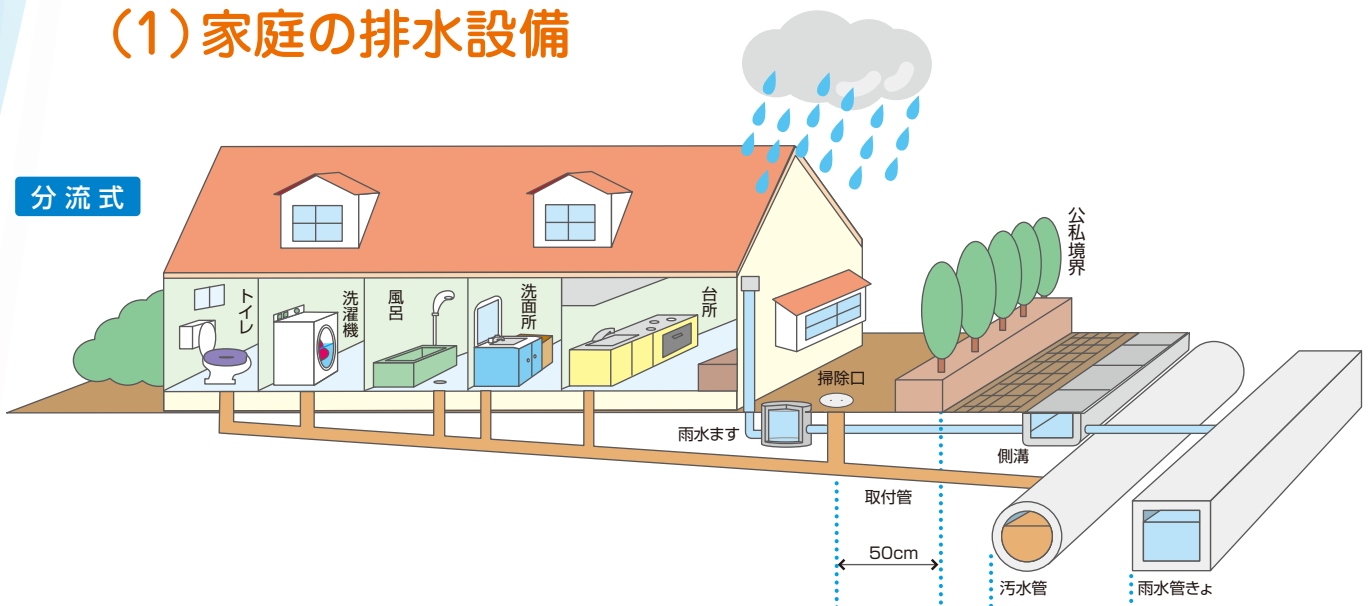 (1)家庭の排水設備
分流式
公私境界
トイレ
洗濯機
風呂
洗面所
台所
掃除口
雨水ます
側溝
取付管
50cm
汚水管
雨水管きょ